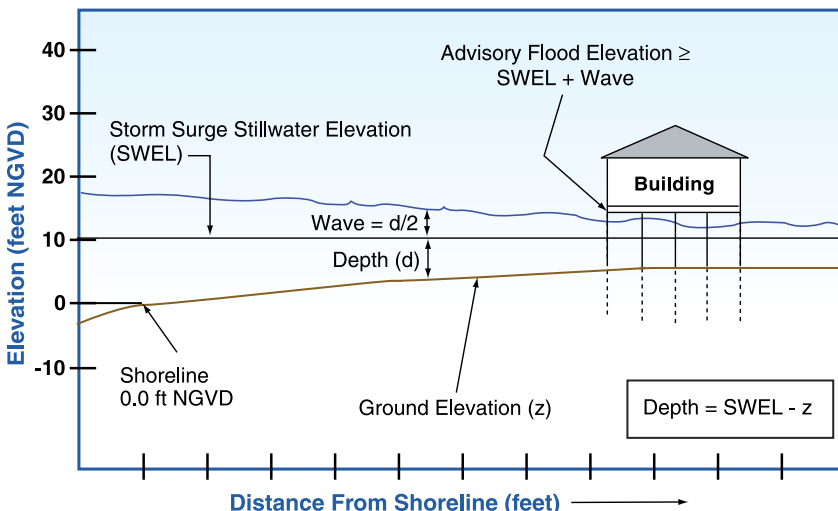 Elevation (feet NGVD)
40
30
20
10
0
-10
Advisory Flood Elevation ≥
SWEL + Wave
Storm Surge Stillwater Elevation
(SWEL)
Building
Wave = d/2
Depth (d)
Shoreline
0.0 ft NGVD
Ground Elevation (z)
Depth = SWEL - z
Distance From Shoreline (feet)